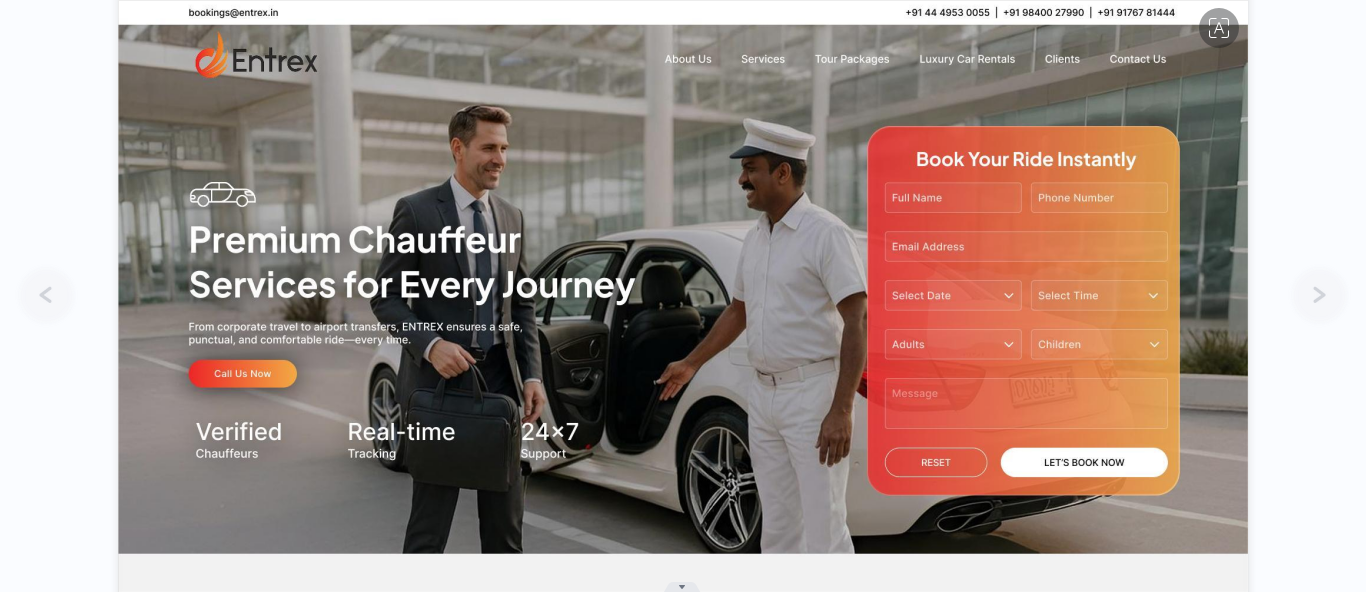 bookings@entrex.in
+91 44 4953 0055 | +91 98400 27990 | +91 91767 81444
A
Entrex
About Us
Services
Tour Packages
Luxury Car Rentals
Clients
Contact Us
Premium Chauffeur
Services for Every Journey
From corporate travel to airport transfers, ENTREX ensures a safe,
punctual, and comfortable ride—every time.
Call Us Now
Verified
Chauffeurs
Real-time
Tracking
24×7
Support
Book Your Ride Instantly
Full Name
Phone Number
Email Address
Select Date
Select Time
Adults
Children
Message
RESET
LET'S BOOK NOW